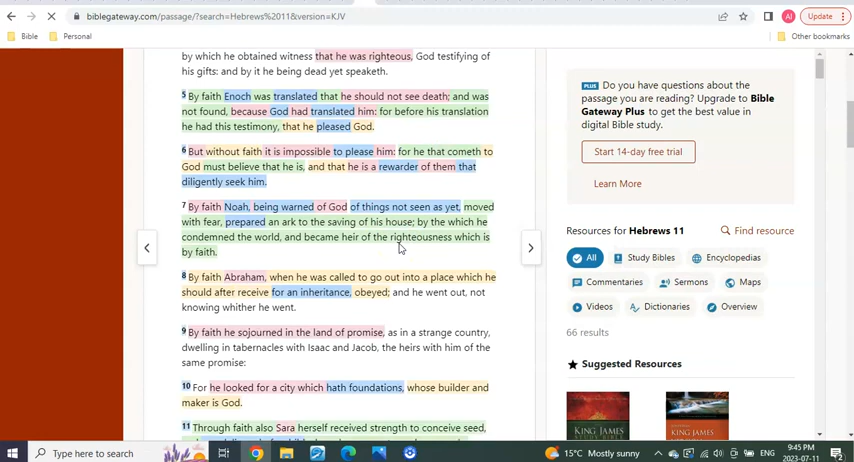 biblegateway.com/passage/?search=Hebrews%2011&version=KJV
AI
Update
Bible
Personal
Other bookmarks
by which he obtained witness that he was righteous, God testifying of
his gifts: and by it he being dead yet speaketh.
5 By faith Enoch was translated that he should not see death; and was
not found, because God had translated him: for before his translation
he had this testimony, that he pleased God.
6 But without faith it is impossible to please him: for he that cometh to
God must believe that he is, and that he is a rewarder of them that
diligently seek him.
7 By faith Noah, being warned of God of things not seen as yet, moved
with fear, prepared an ark to the saving of his house; by the which he
condemned the world, and became heir of the righteousness which is
by faith.
8 By faith Abraham, when he was called to go out into a place which he
should after receive for an inheritance, obeyed; and he went out, not
knowing whither he went.
9 By faith he sojourned in the land of promise, as in a strange country,
dwelling in tabernacles with Isaac and Jacob, the heirs with him of the
same promise:
10 For he looked for a city which hath foundations, whose builder and
maker is God.
11 Through faith also Sara herself received strength to conceive seed,
PLUS Do you have questions about the
passage you are reading? Upgrade to Bible
Gateway Plus to get the best value in
digital Bible study.
Start 14-day free trial
Learn More
Resources for Hebrews 11
Find resource
All
Study Bibles
Encyclopedias
Commentaries
Sermons
Maps
Videos
Dictionaries
Overview
66 results
Suggested Resources
KING JAMES
KING JAMES
Type here to search
15°C Mostly sunny
ENG
9:45 PM
2023-07-11
2